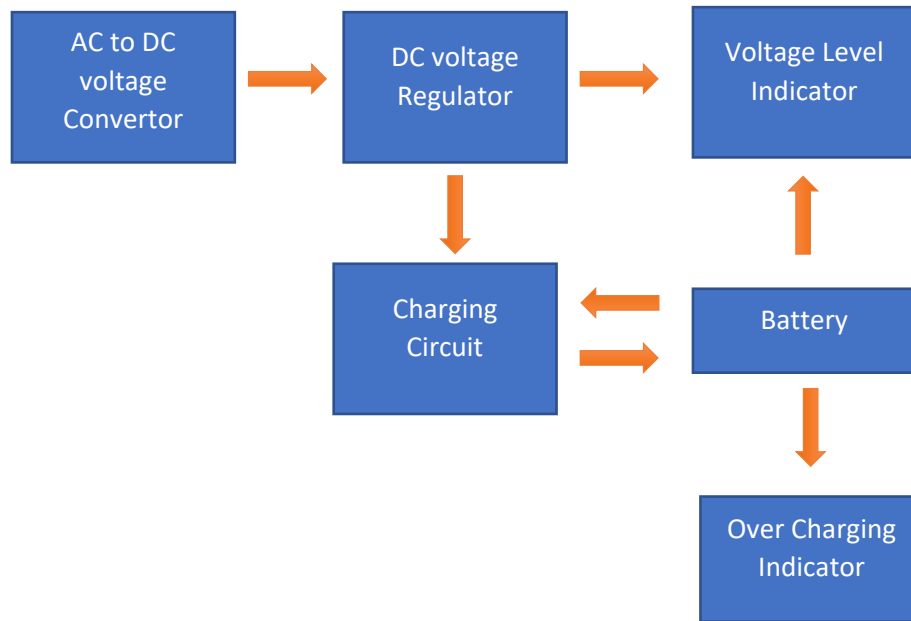 AC to DC
voltage
Convertor
DC voltage
Regulator
Voltage Level
Indicator
Charging
Circuit
Battery
Over Charging
Indicator